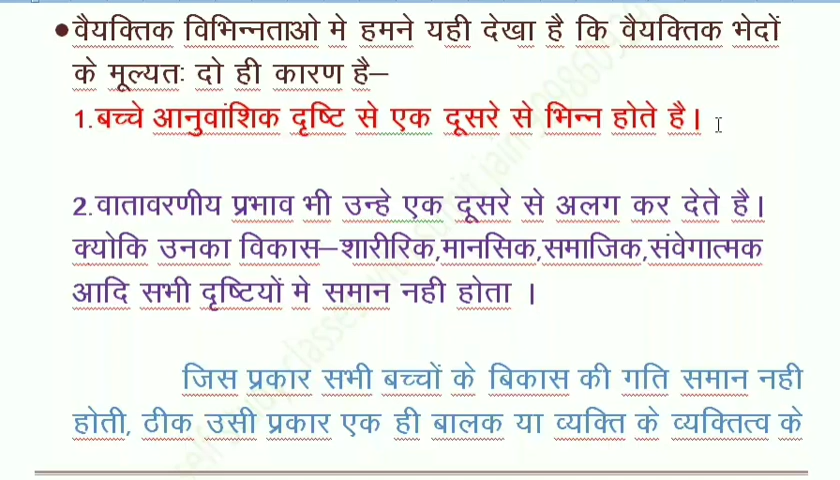 ●वैयक्तिक विभिन्नताओ मे हमने यही देखा है कि वैयक्तिक भेदों
के मूल्यतः दो ही कारण है–
1.बच्चे आनुवांशिक दृष्टि से एक दूसरे से भिन्न होते है।
2.वातावरणीय प्रभाव भी उन्हे एक दूसरे से अलग कर देते है।
क्योकि उनका विकास–शारीरिक,मानसिक,समाजिक,संवेगात्मक
आदि सभी दृष्टियों मे समान नही होता ।
जिस प्रकार सभी बच्चों के बिकास की गति समान नही
होती, ठीक उसी प्रकार एक ही बालक या व्यक्ति के व्यक्तित्व के